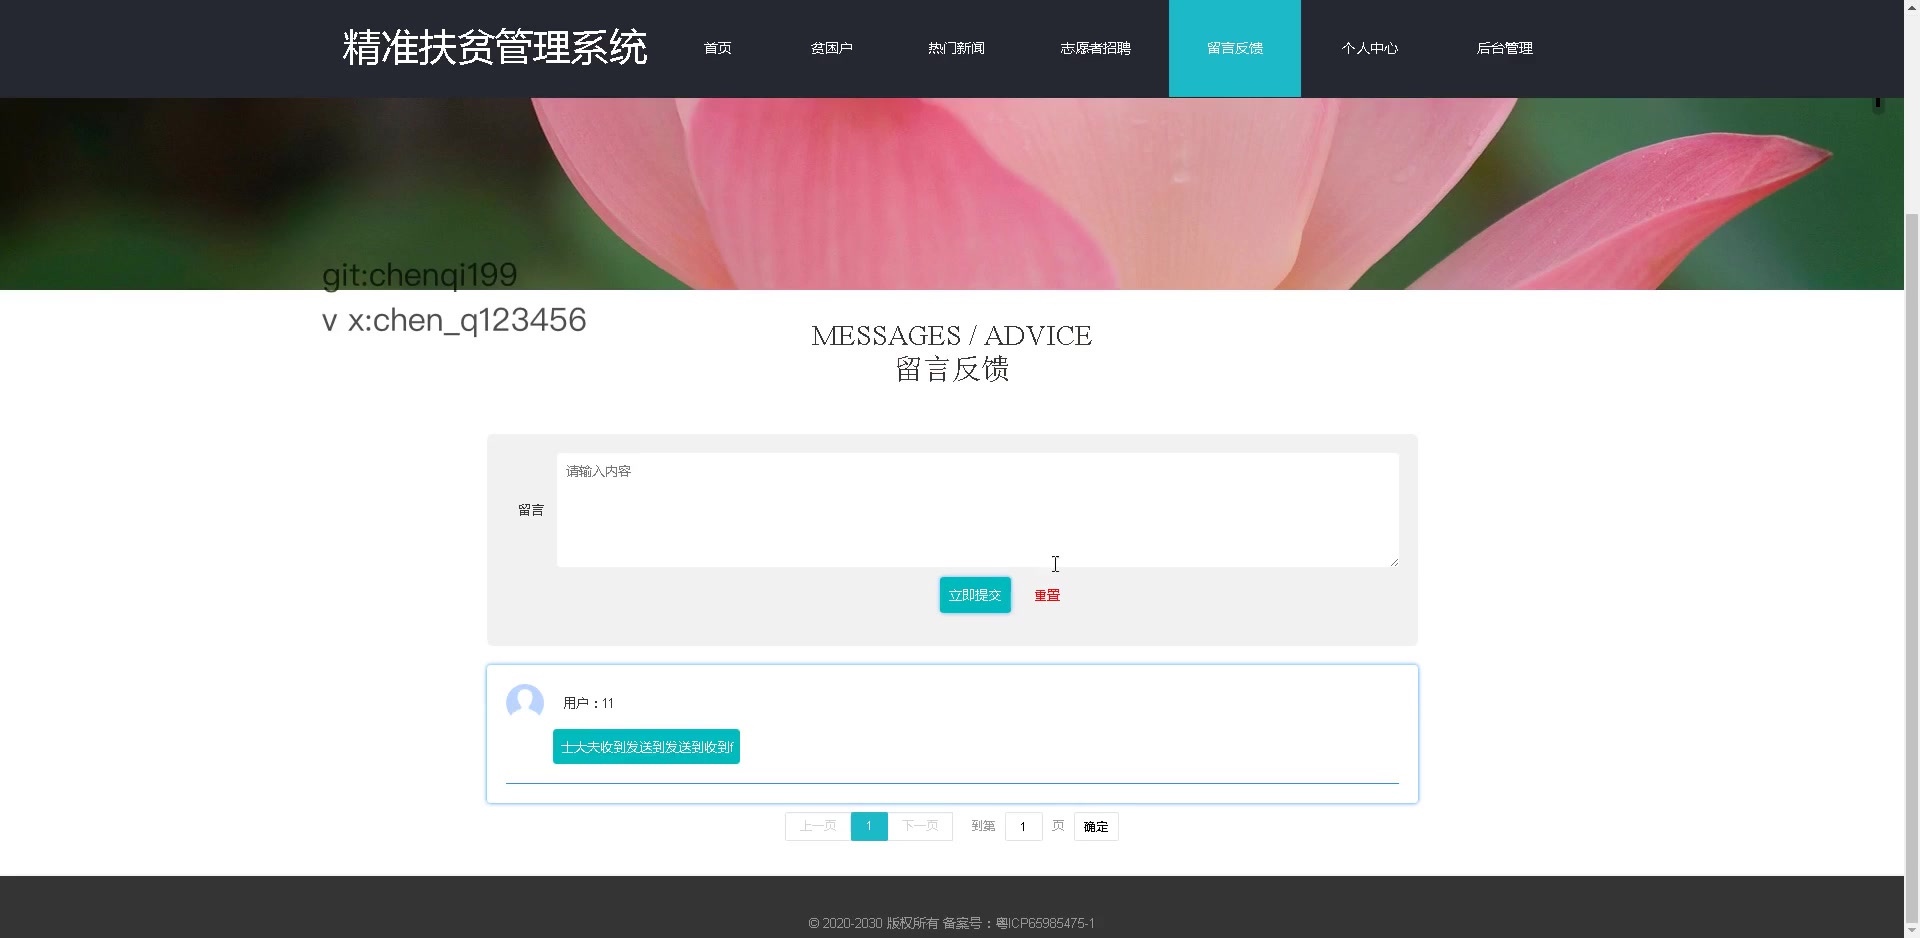 精准扶贫管理系统
首页
贫困户
热门新闻
志愿者招聘
留言反馈
个人中心
后台管理
git:chenqi199
v x:chen_q123456
MESSAGES / ADVICE
留言反馈
留言
请输入内容
立即提交
重置
用户：11
士大夫收到发送到发送到收到f
上一页
1
下一页
到第
1
页
确定
© 2020-2030 版权所有 备案号：粤ICP65985475-1